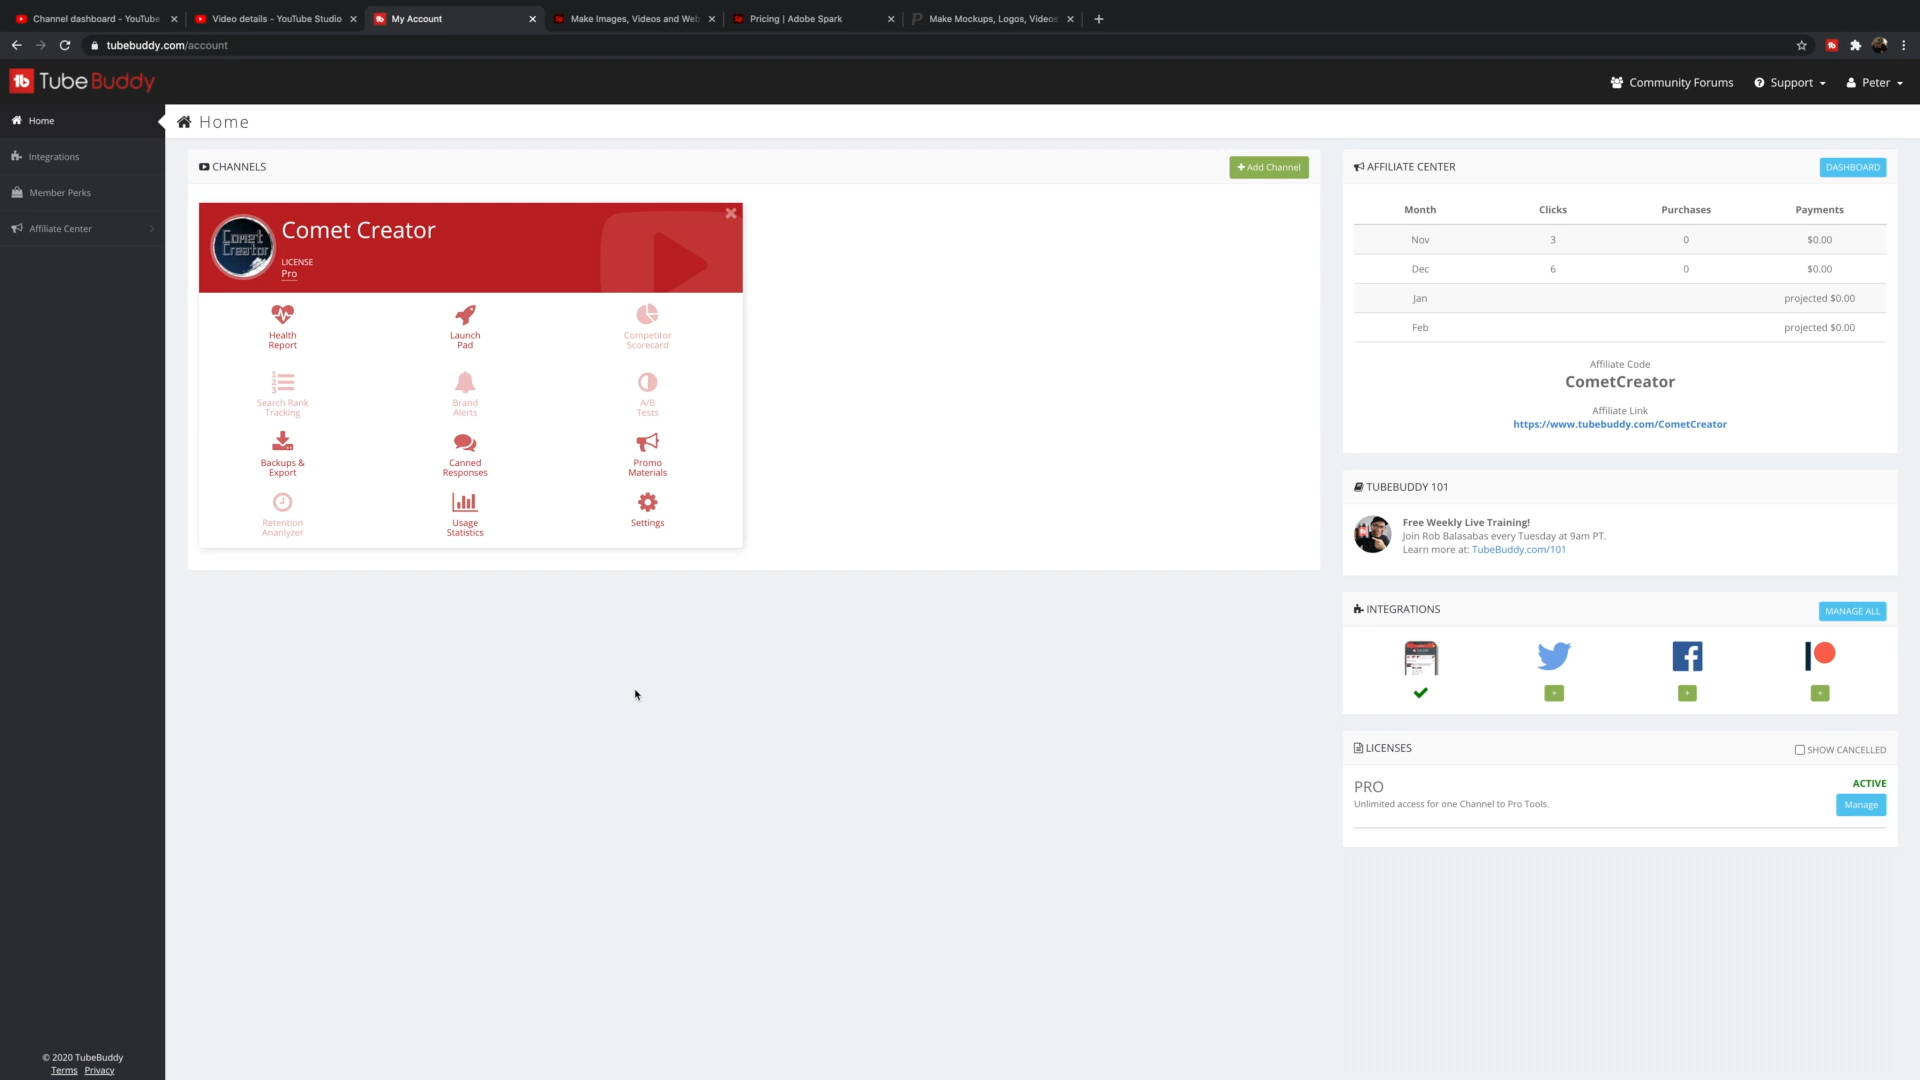 Channel dashboard - YouTube
Video details - YouTube Studio
My Account
Make Images, Videos and Web
Pricing | Adobe Spark
Make Mockups, Logos, Videos
tubebuddy.com/account
TubeBuddy
Community Forums
Support
Peter
Home
Integrations
Member Perks
Affiliate Center
Home
CHANNELS
+ Add Channel
Comet Creator
Comet Creator
LICENSE
Pro
Health
Report
Launch
Pad
Competitor
Scorecard
Search Rank
Tracking
Brand
Alerts
A/B
Tests
Backups &
Export
Canned
Responses
Promo
Materials
Retention
Ananlyzer
Usage
Statistics
Settings
AFFILIATE CENTER
DASHBOARD
Month Clicks Purchases Payments
Nov 3 0 $0.00
Dec 6 0 $0.00
Jan projected $0.00
Feb projected $0.00
Affiliate Code
CometCreator
Affiliate Link
https://www.tubebuddy.com/CometCreator
TUBEBUDDY 101
Free Weekly Live Training!
Join Rob Balasabas every Tuesday at 9am PT.
Learn more at: TubeBuddy.com/101
INTEGRATIONS
MANAGE ALL
LICENSES
SHOW CANCELLED
PRO
ACTIVE
Unlimited access for one Channel to Pro Tools.
Manage
© 2020 TubeBuddy
Terms Privacy